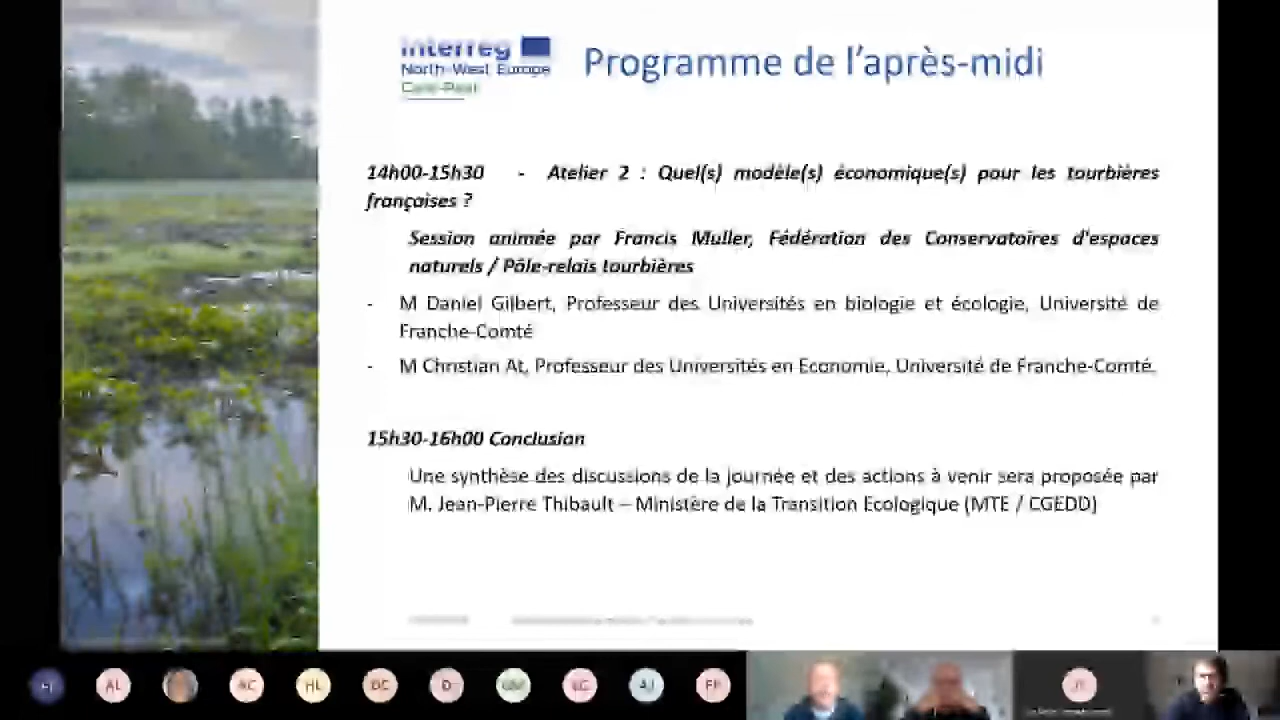 Interreg
North-West Europe
Care-Peat
Programme de l'après-midi
14h00-15h30 - Atelier 2 : Quel(s) modèle(s) économique(s) pour les tourbières
françaises ?
Session animée par Francis Muller, Fédération des Conservatoires d'espaces
naturels / Pôle-relais tourbières
- M Daniel Gilbert, Professeur des Universités en biologie et écologie, Université de
Franche-Comté
- M Christian At, Professeur des Universités en Economie, Université de Franche-Comté.
15h30-16h00 Conclusion
Une synthèse des discussions de la journée et des actions à venir sera proposée par
M. Jean-Pierre Thibault – Ministère de la Transition Ecologique (MTE / CGEDD)
AL AC HL DC D GM LG AJ FP